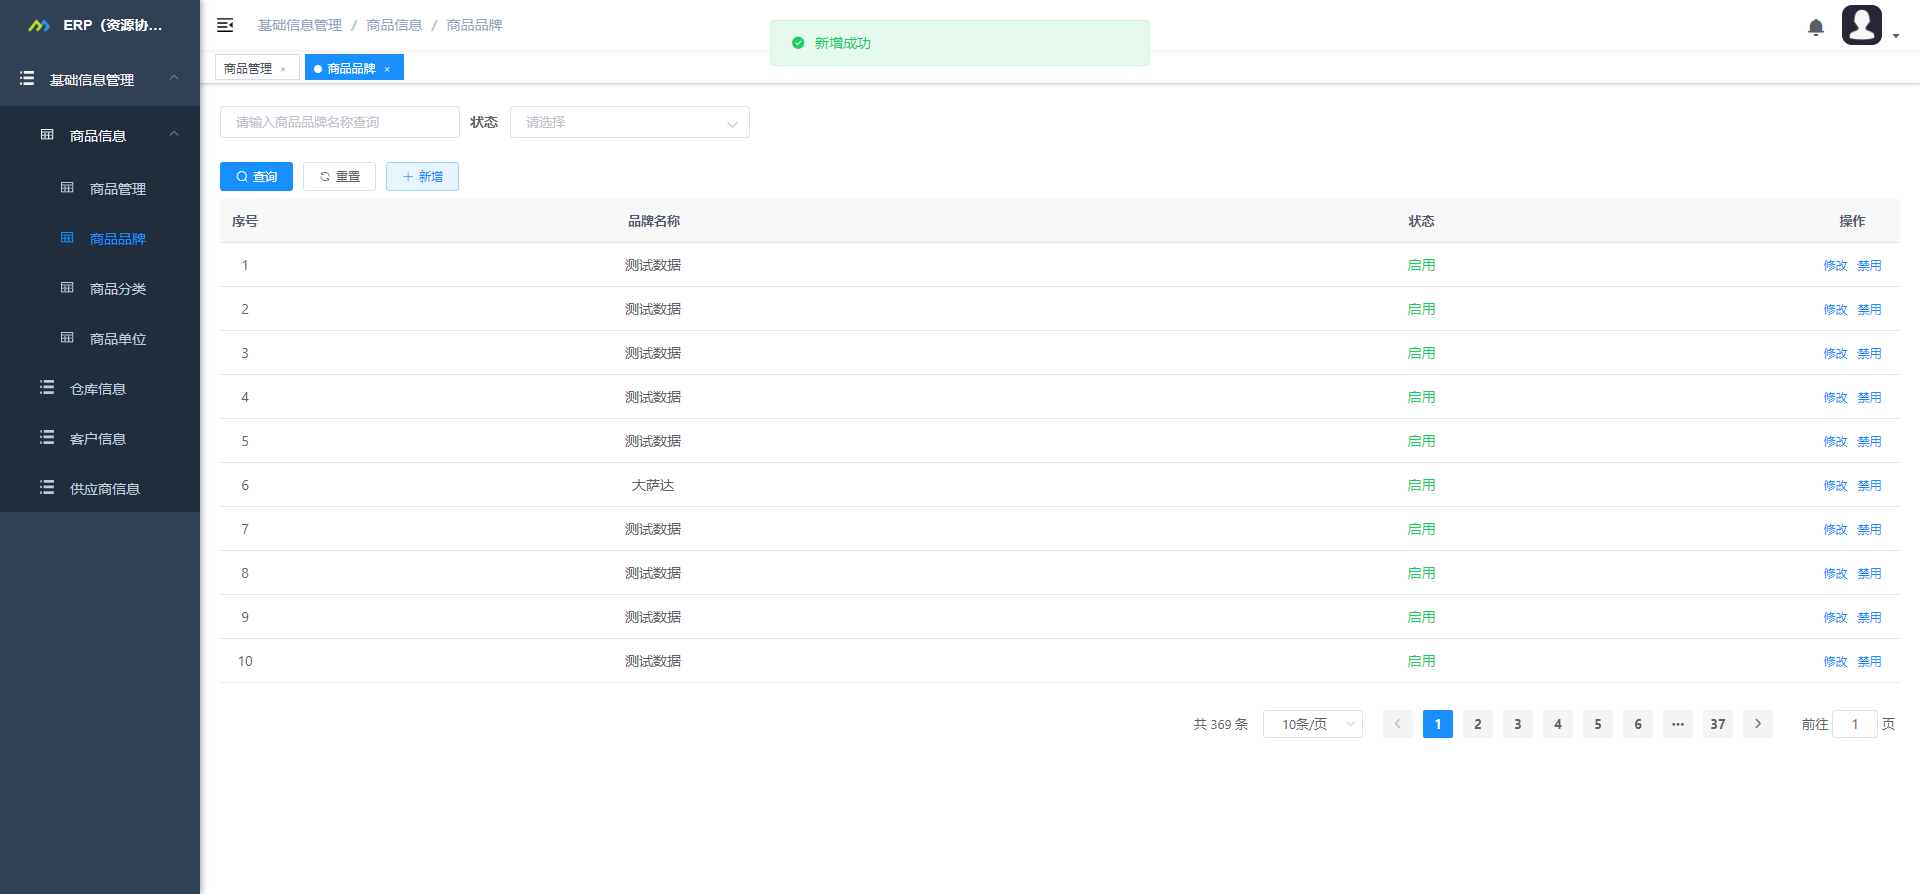 ERP（资源协...
基础信息管理
商品信息
商品管理
商品品牌
商品分类
商品单位
仓库信息
客户信息
供应商信息
基础信息管理 / 商品信息 / 商品品牌
新增成功
商品管理 ×
商品品牌 ×
请输入商品品牌名称查询 状态 请选择
查询 重置 新增
序号 品牌名称 状态 操作
1 测试数据 启用 修改 禁用
2 测试数据 启用 修改 禁用
3 测试数据 启用 修改 禁用
4 测试数据 启用 修改 禁用
5 测试数据 启用 修改 禁用
6 大萨达 启用 修改 禁用
7 测试数据 启用 修改 禁用
8 测试数据 启用 修改 禁用
9 测试数据 启用 修改 禁用
10 测试数据 启用 修改 禁用
共 369 条 10条/页 1 2 3 4 5 6 ··· 37 前往 1 页